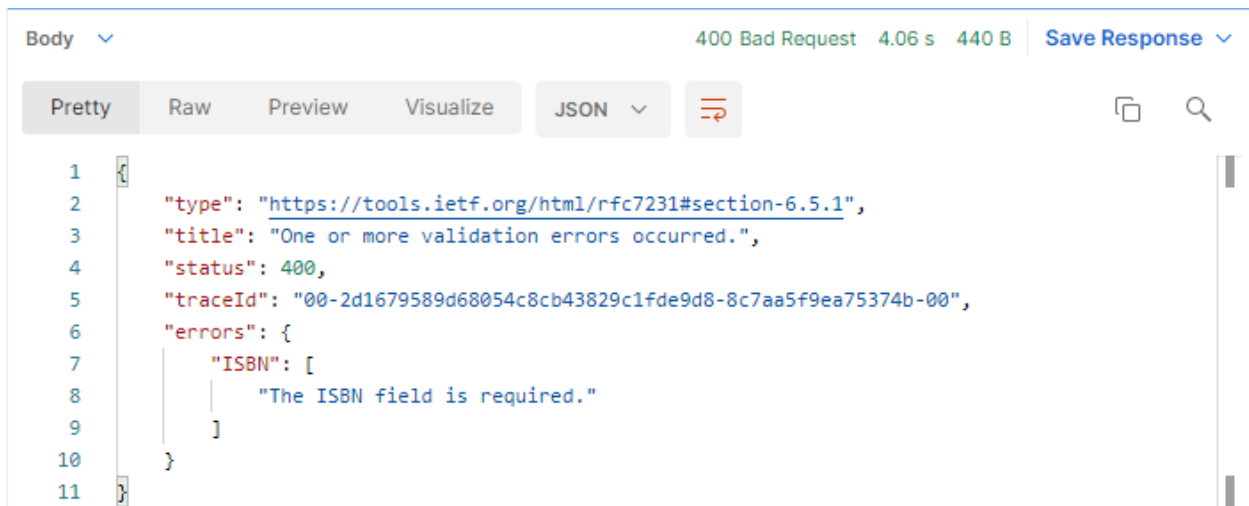 Body 400 Bad Request 4.06 s 440 B Save Response
Pretty Raw Preview Visualize JSON
1 {
2 "type": "https://tools.ietf.org/html/rfc7231#section-6.5.1",
3 "title": "One or more validation errors occurred.",
4 "status": 400,
5 "traceId": "00-2d1679589d68054c8cb43829c1fde9d8-8c7aa5f9ea75374b-00",
6 "errors": {
7 "ISBN": [
8 "The ISBN field is required."
9 ]
10 }
11 }